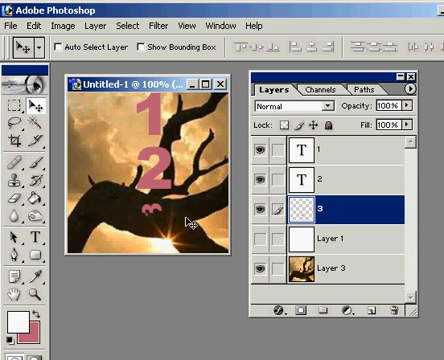 Adobe Photoshop
File Edit Image Layer Select Filter View Window Help
Auto Select Layer Show Bounding Box
Untitled-1 @ 100% (...
1
2
3
Layers Channels Paths
Normal Opacity: 100%
Lock: Fill: 100%
T 1
T 2
3
Layer 1
Layer 3
T